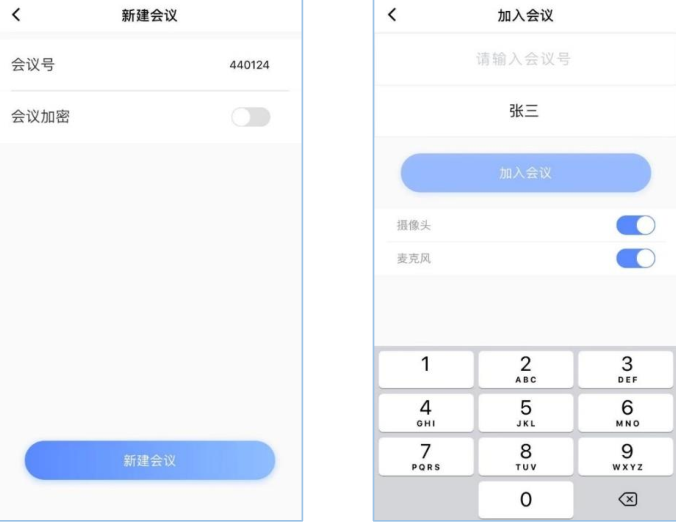 新建会议
会议号 440124
会议加密
新建会议
加入会议
请输入会议号
张三
加入会议
摄像头
麦克风
1 2 3
ABC DEF
4 5 6
GHI JKL MNO
7 8 9
PQRS TUV WXYZ
0